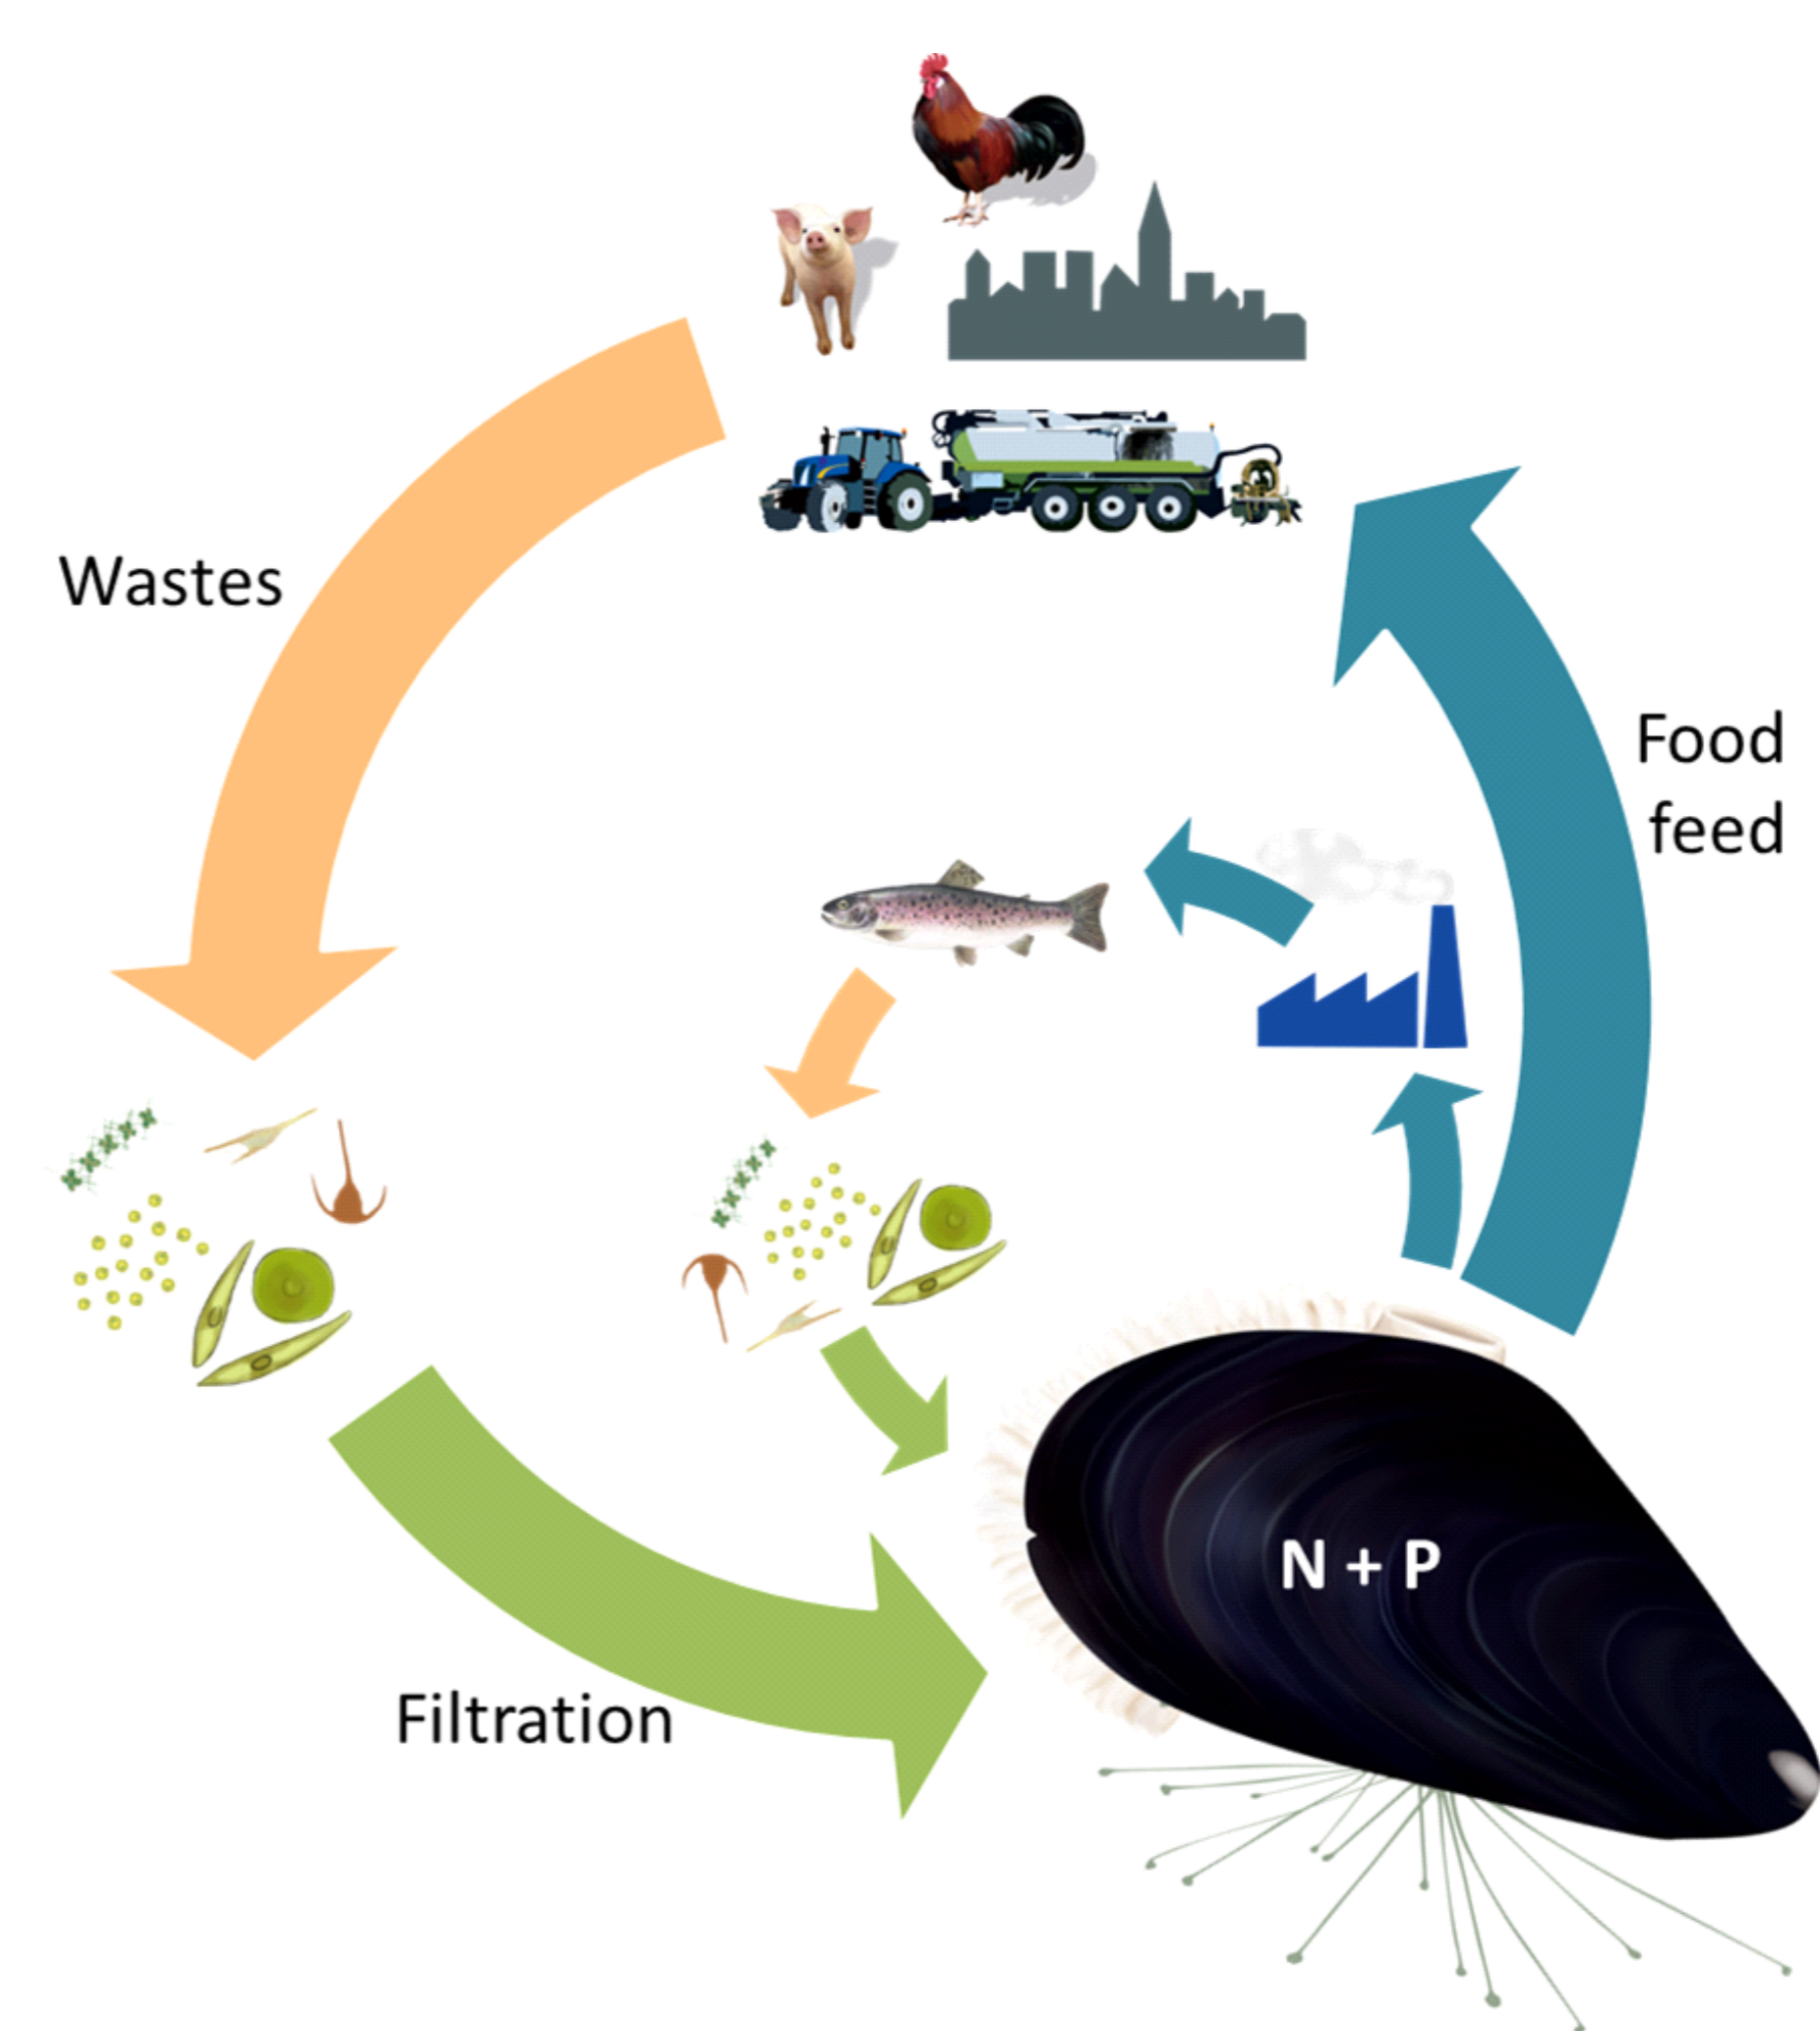 Wastes
Food
feed
N + P
Filtration